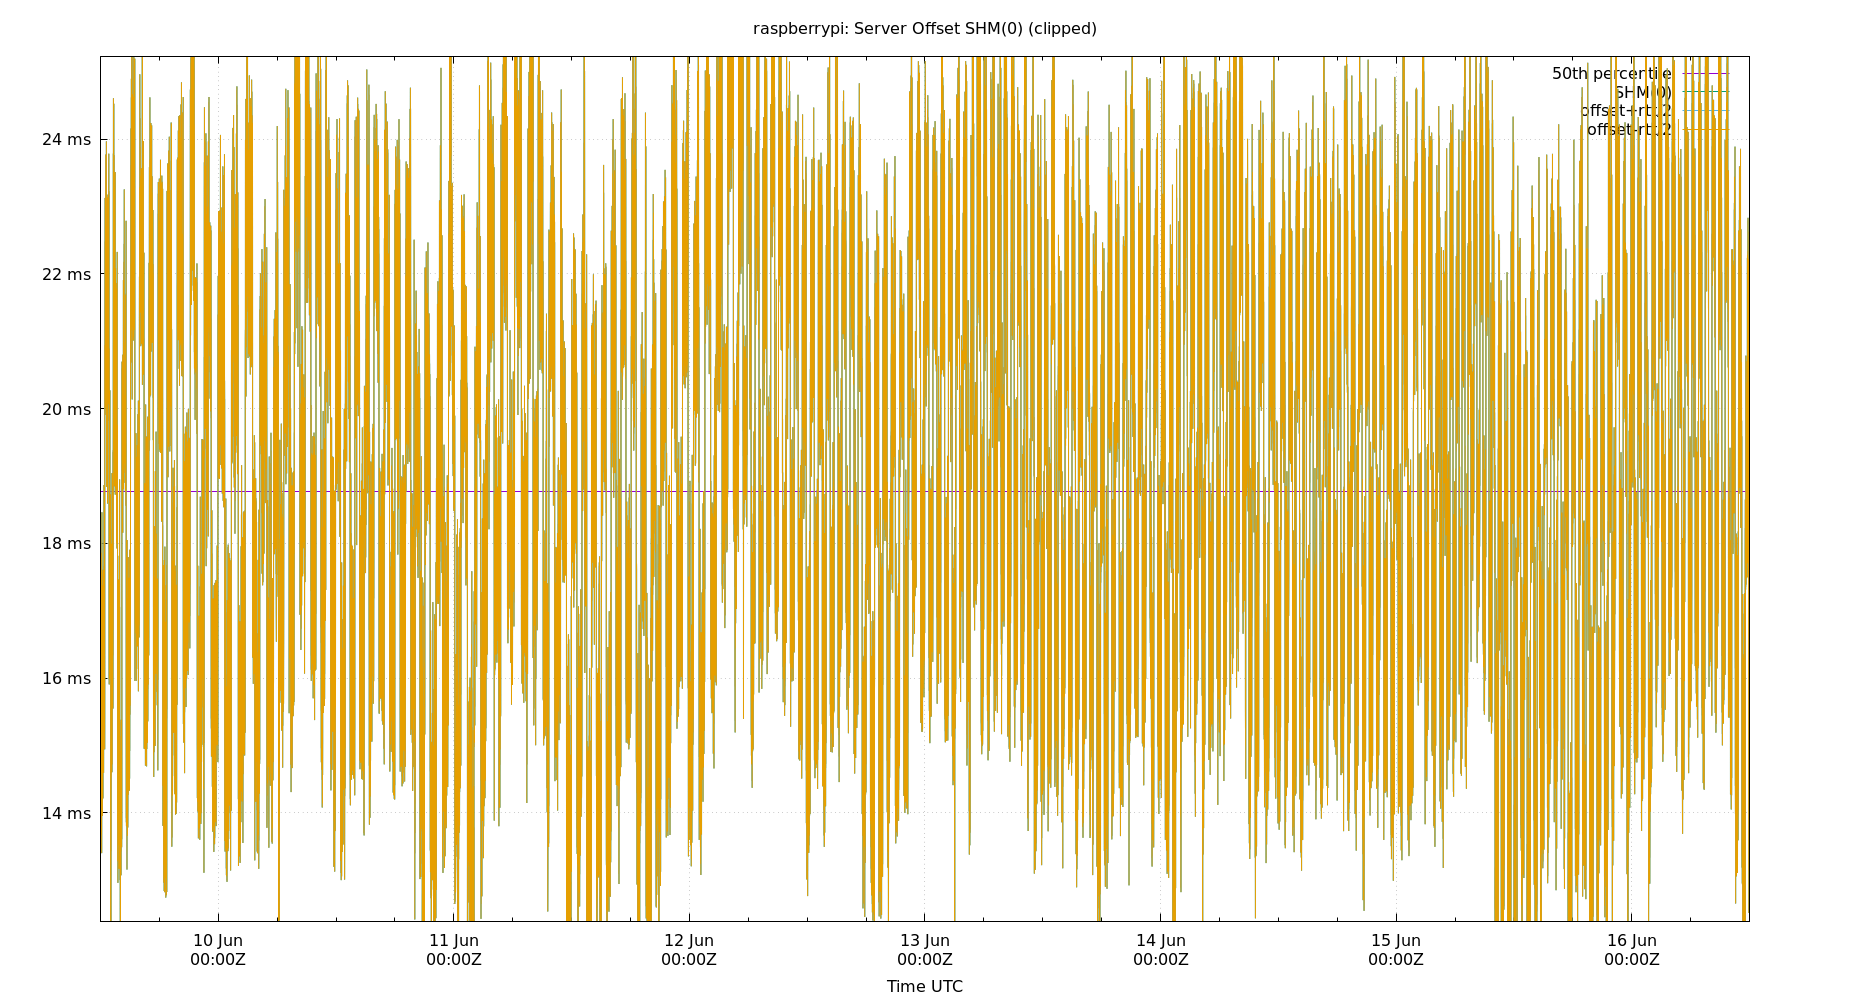 raspberrypi: Server Offset SHM(0) (clipped)
50th percentile
SHM(0)
offset+rtt/2
offset-rtt/2
24 ms
22 ms
20 ms
18 ms
16 ms
14 ms
10 Jun
00:00Z
11 Jun
00:00Z
12 Jun
00:00Z
13 Jun
00:00Z
14 Jun
00:00Z
15 Jun
00:00Z
16 Jun
00:00Z
Time UTC